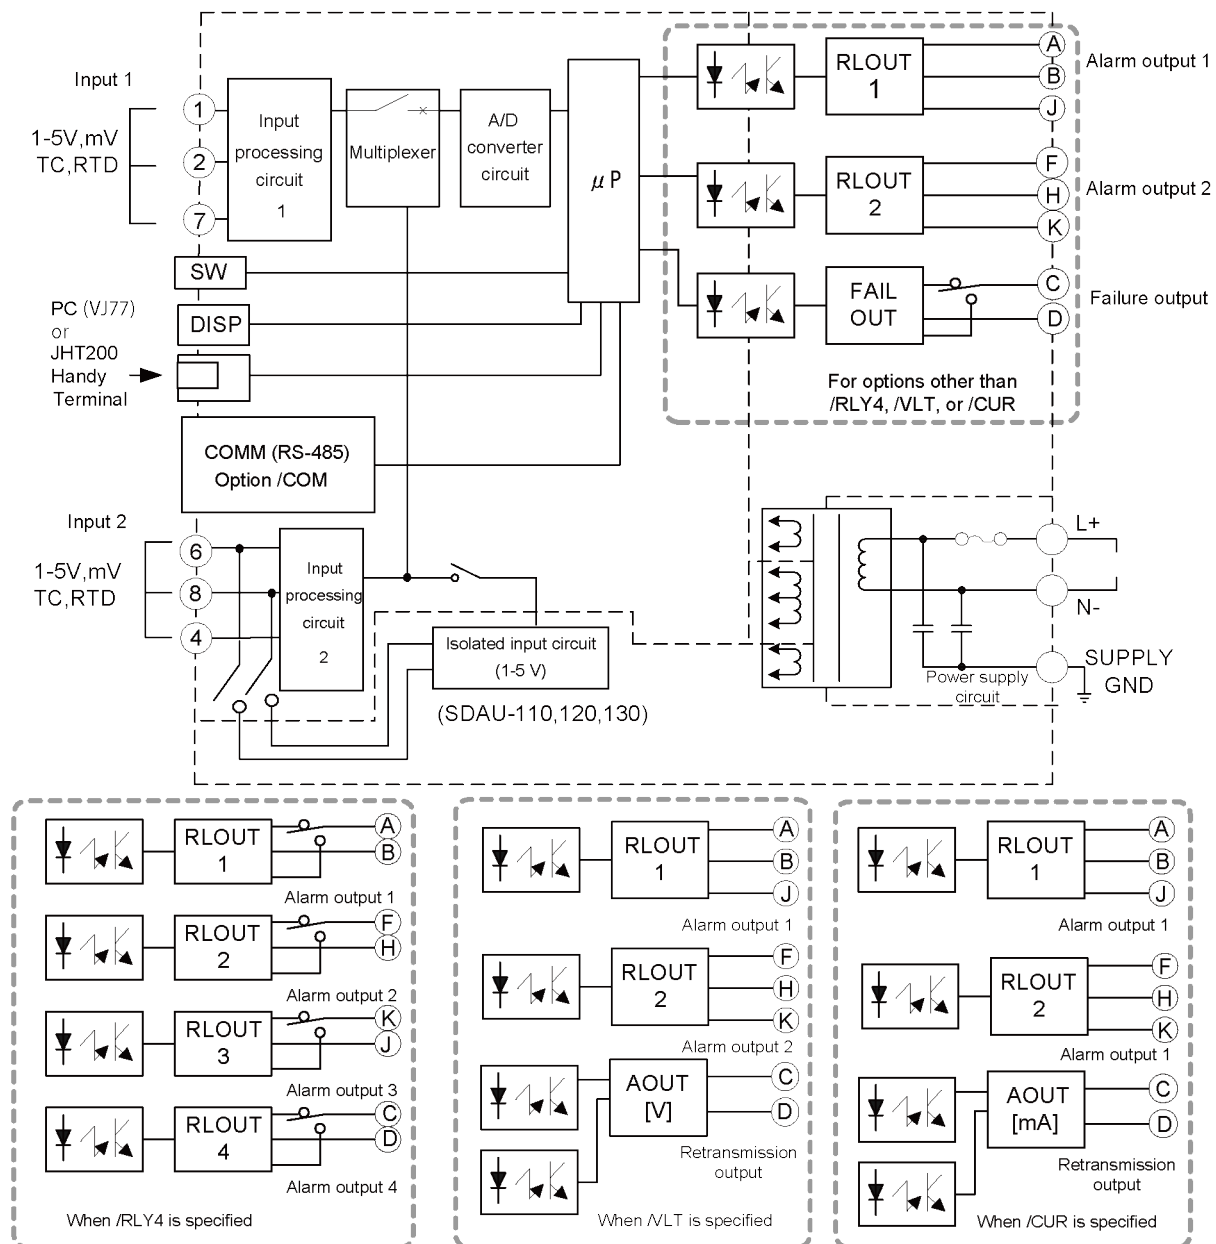 Input 1
1-5V,mV
TC,RTD
1
2
7
Input
processing
circuit
1
Multiplexer
A/D
converter
circuit
μP
RLOUT
1
A
B
J
Alarm output 1
RLOUT
2
F
H
K
Alarm output 2
FAIL
OUT
C
D
Failure output
For options other than
/RLY4, /VLT, or /CUR
SW
DISP
PC (VJ77)
or
JHT200
Handy
Terminal
COMM (RS-485)
Option /COM
Input 2
1-5V,mV
TC,RTD
6
8
4
Input
processing
circuit
2
Isolated input circuit
(1-5 V)
(SDAU-110,120,130)
L+
N-
SUPPLY
GND
Power supply
circuit
RLOUT
1
A
B
Alarm output 1
RLOUT
2
F
H
Alarm output 2
RLOUT
3
K
J
Alarm output 3
RLOUT
4
C
D
Alarm output 4
When /RLY4 is specified
RLOUT
1
A
B
J
Alarm output 1
RLOUT
2
F
H
K
Alarm output 2
AOUT
[V]
C
D
Retransmission
output
When /VLT is specified
RLOUT
1
A
B
J
Alarm output 1
RLOUT
2
F
H
K
Alarm output 1
AOUT
[mA]
C
D
Retransmission
output
When /CUR is specified